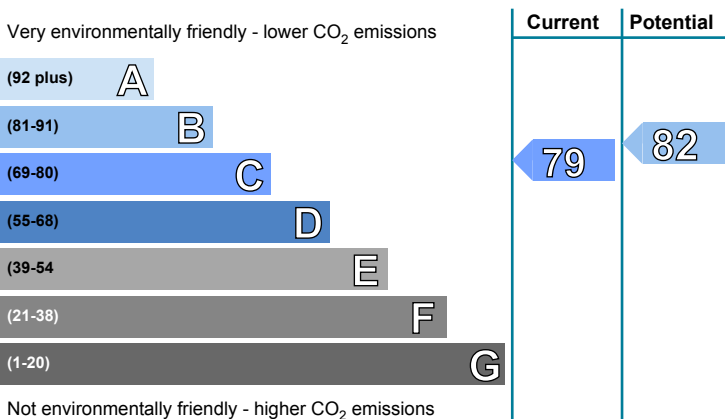 Current Potential
Very environmentally friendly - lower CO2 emissions
(92 plus) A
(81-91) B
82
(69-80) C
79
(55-68) D
(39-54 E
(21-38) F
(1-20) G
Not environmentally friendly - higher CO2 emissions